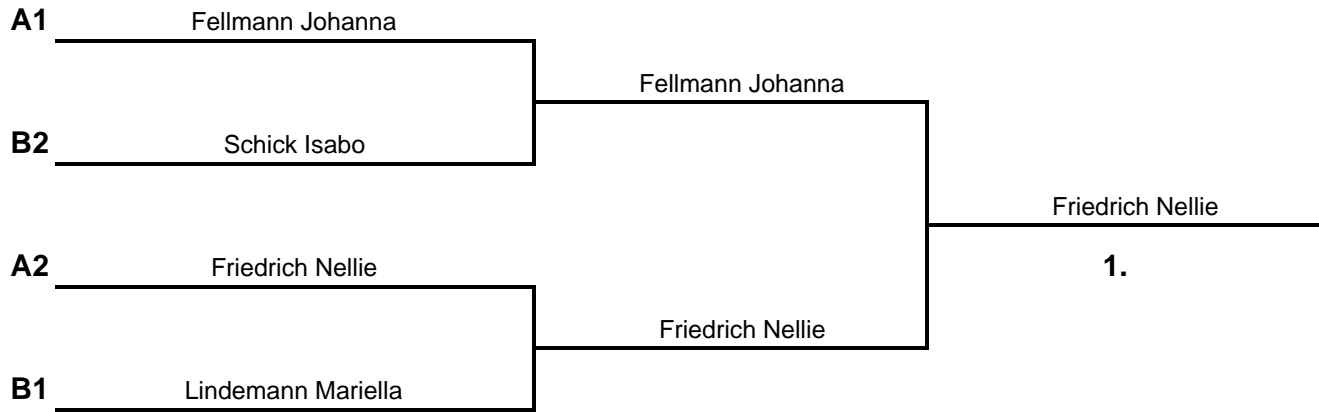 A1 Fellmann Johanna
Fellmann Johanna
B2 Schick Isabo
Friedrich Nellie
A2 Friedrich Nellie
1.
Friedrich Nellie
B1 Lindemann Mariella